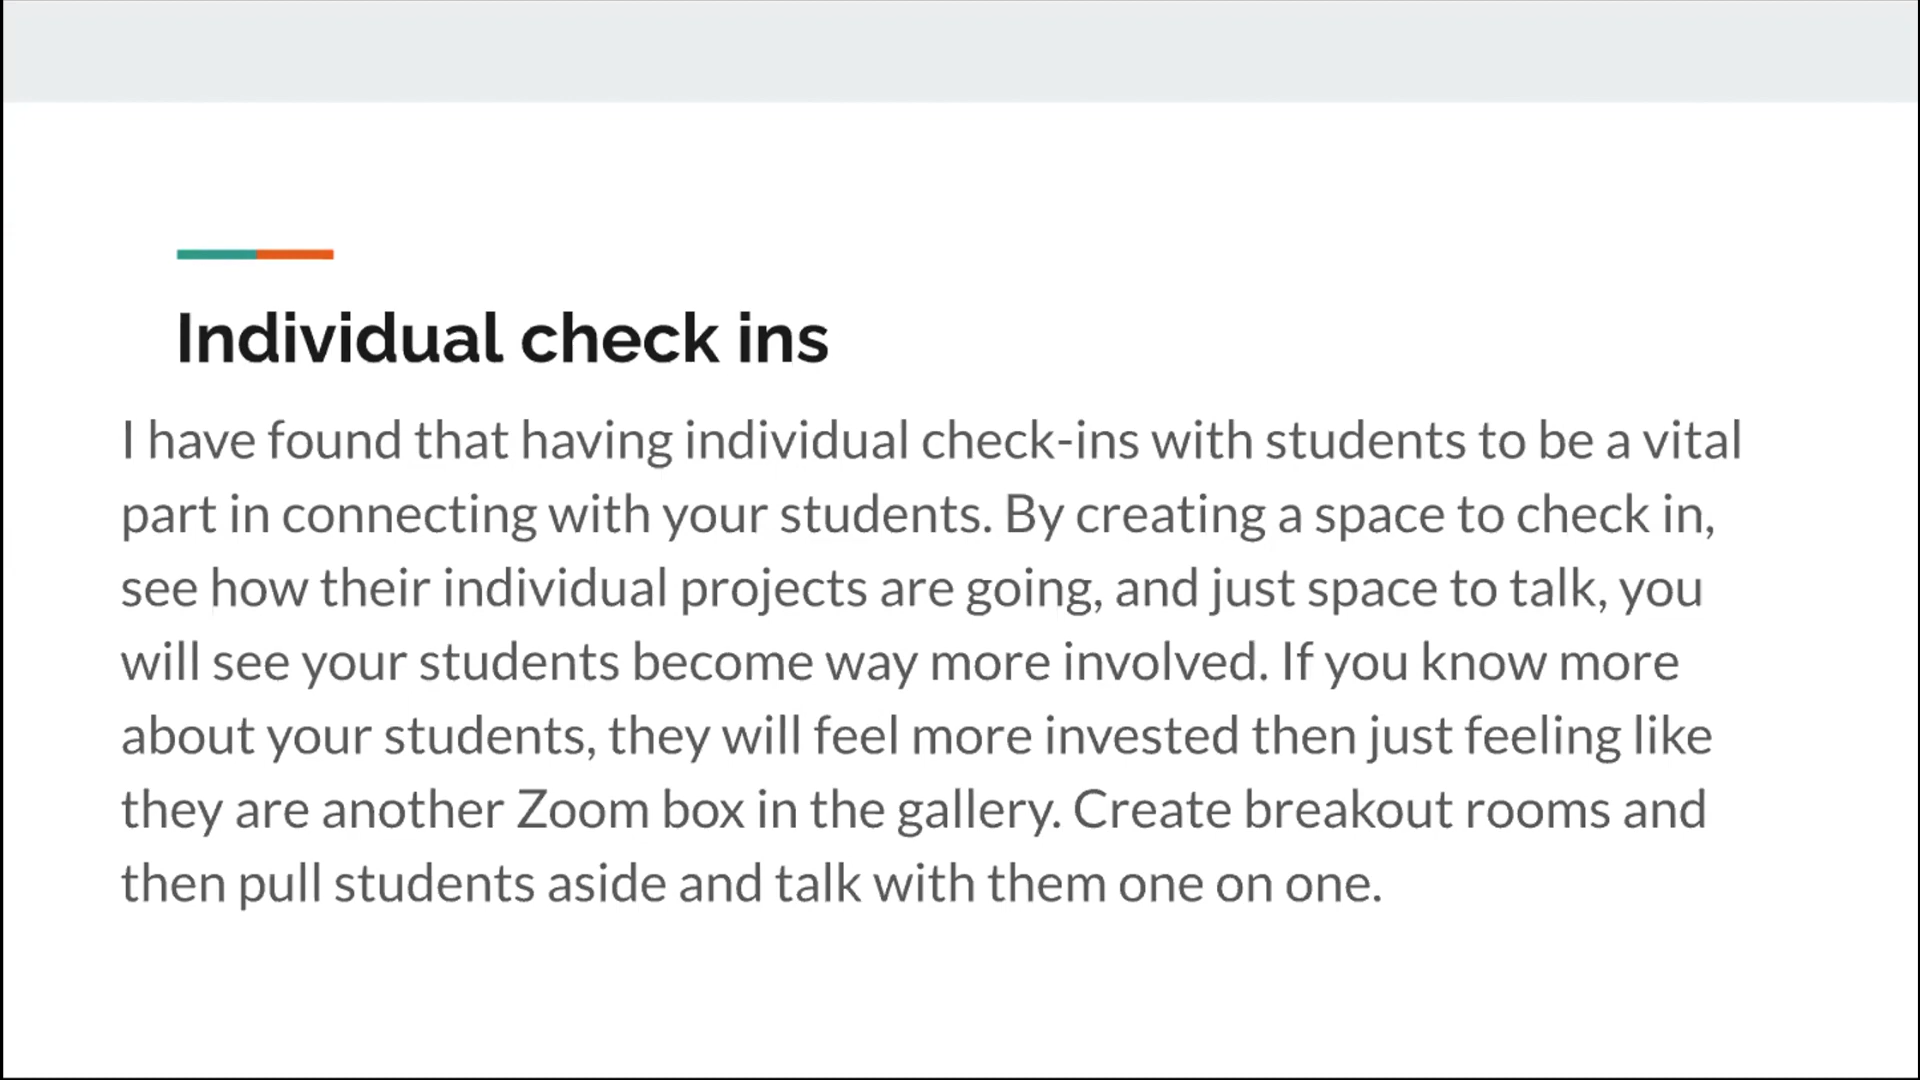 Individual check ins
I have found that having individual check-ins with students to be a vital
part in connecting with your students. By creating a space to check in,
see how their individual projects are going, and just space to talk, you
will see your students become way more involved. If you know more
about your students, they will feel more invested then just feeling like
they are another Zoom box in the gallery. Create breakout rooms and
then pull students aside and talk with them one on one.